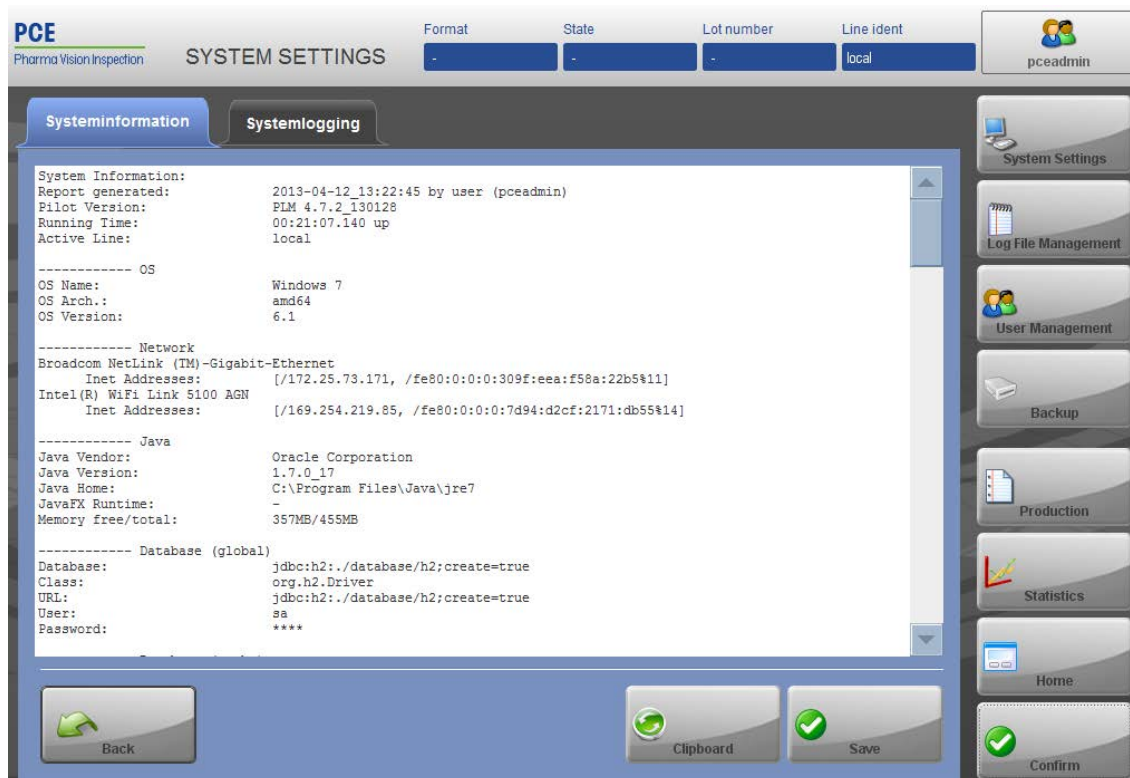 PCE
Pharma Vision Inspection
SYSTEM SETTINGS
Format
State
Lot number
Line ident
-
-
-
local
pceadmin
Systeminformation
Systemlogging
System Information:
Report generated: 2013-04-12_13:22:45 by user (pceadmin)
Pilot Version: PLM 4.7.2_130128
Running Time: 00:21:07.140 up
Active Line: local
------------ OS
OS Name: Windows 7
OS Arch.: amd64
OS Version: 6.1
------------ Network
Broadcom NetLink (TM)-Gigabit-Ethernet
Inet Addresses: [/172.25.73.171, /fe80:0:0:0:309f:eea:f58a:22b5%11]
Intel(R) WiFi Link 5100 AGN
Inet Addresses: [/169.254.219.85, /fe80:0:0:0:7d94:d2cf:2171:db55%14]
------------ Java
Java Vendor: Oracle Corporation
Java Version: 1.7.0_17
Java Home: C:\Program Files\Java\jre7
JavaFX Runtime: -
Memory free/total: 357MB/455MB
------------ Database (global)
Database: jdbc:h2:./database/h2;create=true
Class: org.h2.Driver
URL: jdbc:h2:./database/h2;create=true
User: sa
Password: ****
System Settings
Log File Management
User Management
Backup
Production
Statistics
Home
Confirm
Back
Clipboard
Save